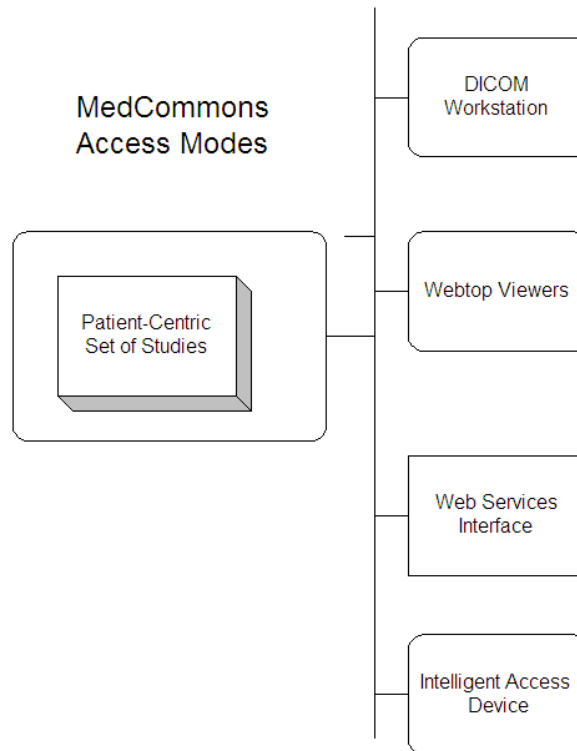 MedCommons
Access Modes
DICOM
Workstation
Patient-Centric
Set of Studies
Webtop Viewers
Web Services
Interface
Intelligent Access
Device